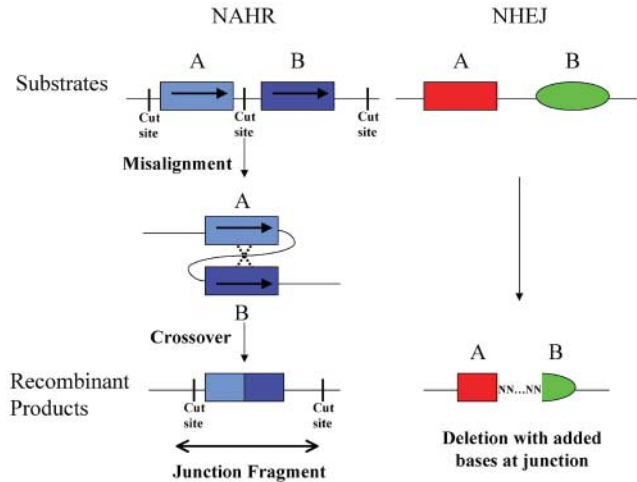 NAHR
NHEJ
A
B
A
B
Substrates
Cut
site
Cut
site
Cut
site
Misalignment
A
B
Crossover
A
B
Recombinant
Products
NN...NN
Cut
site
Cut
site
Junction Fragment
Deletion with added
bases at junction